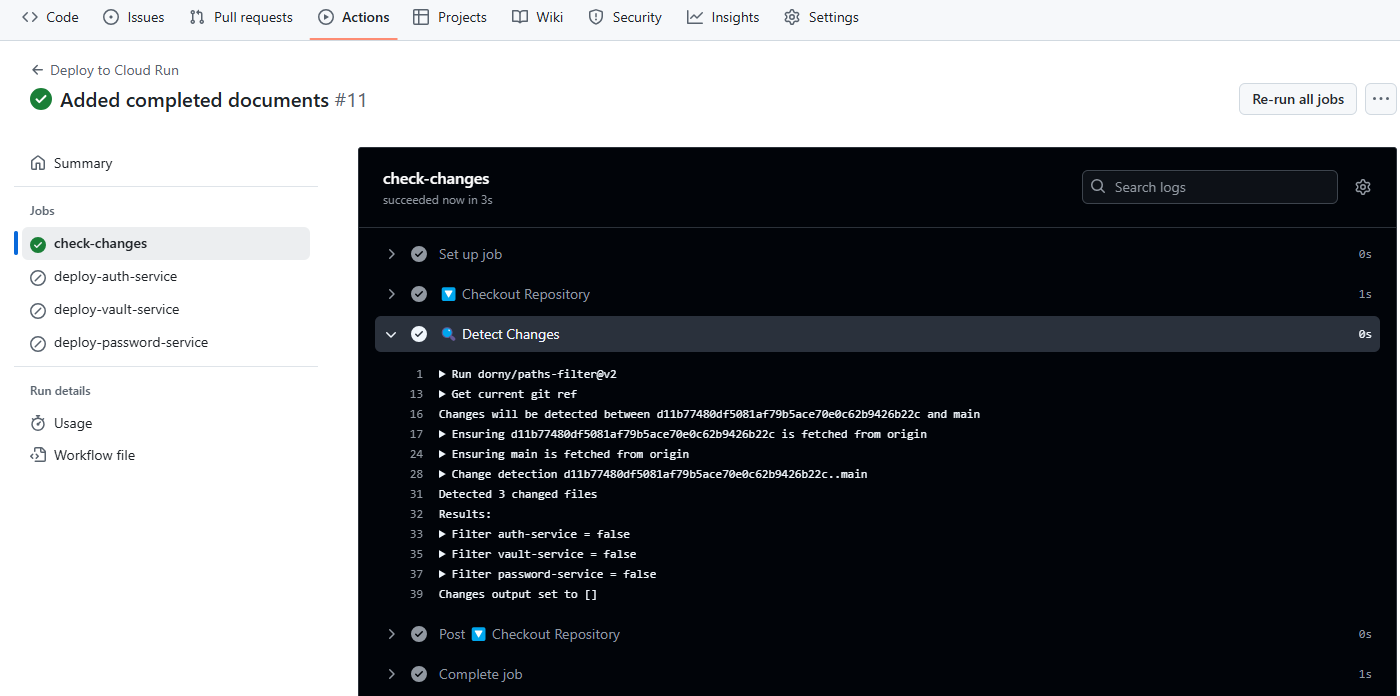 Code Issues Pull requests Actions Projects Wiki Security Insights Settings
Deploy to Cloud Run
Added completed documents #11
Re-run all jobs
Summary
Jobs
check-changes
deploy-auth-service
deploy-vault-service
deploy-password-service
Run details
Usage
Workflow file
check-changes
succeeded now in 3s
Search logs
Set up job 0s
Checkout Repository 1s
Detect Changes 0s
1 Run dorny/paths-filter@v2
13 Get current git ref
16 Changes will be detected between d11b77480df5081af79b5ace70e0c62b9426b22c and main
17 Ensuring d11b77480df5081af79b5ace70e0c62b9426b22c is fetched from origin
24 Ensuring main is fetched from origin
28 Change detection d11b77480df5081af79b5ace70e0c62b9426b22c..main
31 Detected 3 changed files
32 Results:
33 Filter auth-service = false
35 Filter vault-service = false
37 Filter password-service = false
39 Changes output set to []
Post Checkout Repository 0s
Complete job 1s